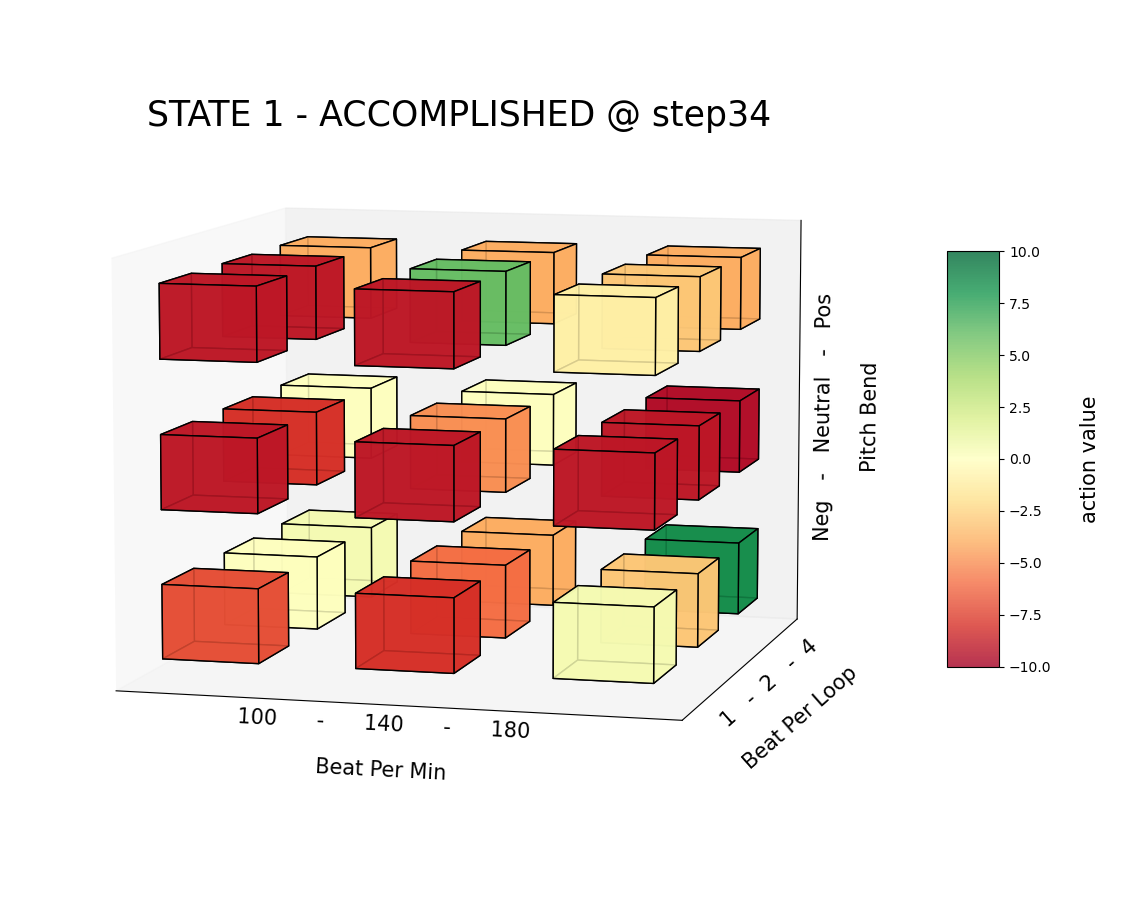 STATE 1 - ACCOMPLISHED @ step34
100 - 140 - 180
Beat Per Min
1 - 2 - 4
Beat Per Loop
Neg - Neutral - Pos
Pitch Bend
10.0
7.5
5.0
2.5
0.0
−2.5
−5.0
−7.5
−10.0
action value